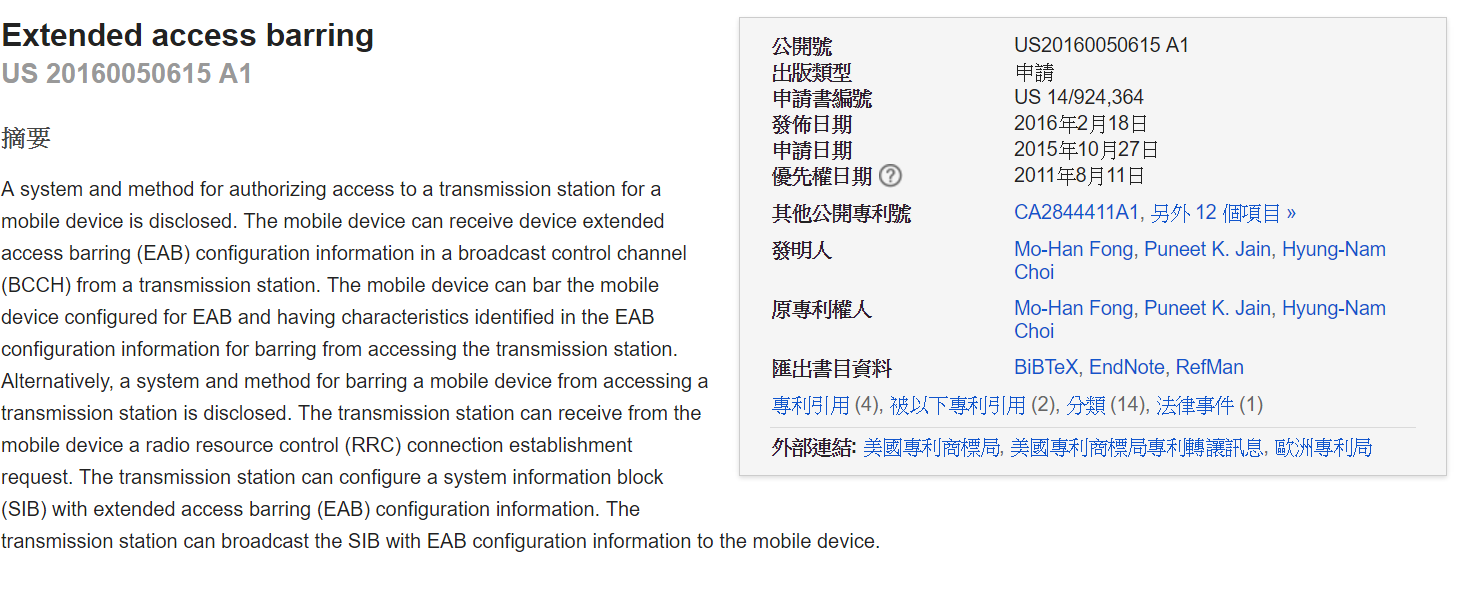 Extended access barring
US 20160050615 A1
摘要
A system and method for authorizing access to a transmission station for a
mobile device is disclosed. The mobile device can receive device extended
access barring (EAB) configuration information in a broadcast control channel
(BCCH) from a transmission station. The mobile device can bar the mobile
device configured for EAB and having characteristics identified in the EAB
configuration information for barring from accessing the transmission station.
Alternatively, a system and method for barring a mobile device from accessing a
transmission station is disclosed. The transmission station can receive from the
mobile device a radio resource control (RRC) connection establishment
request. The transmission station can configure a system information block
(SIB) with extended access barring (EAB) configuration information. The
transmission station can broadcast the SIB with EAB configuration information to the mobile device.
公開號 US20160050615 A1
出版類型 申請
申請書編號 US 14/924,364
發佈日期 2016年2月18日
申請日期 2015年10月27日
優先權日期 ? 2011年8月11日
其他公開專利號 CA2844411A1, 另外 12 個項目 »
發明人 Mo-Han Fong, Puneet K. Jain, Hyung-Nam
Choi
原專利權人 Mo-Han Fong, Puneet K. Jain, Hyung-Nam
Choi
匯出書目資料 BiBTeX, EndNote, RefMan
專利引用 (4), 被以下專利引用 (2), 分類 (14), 法律事件 (1)
外部連結: 美國專利商標局, 美國專利商標局專利轉讓訊息, 歐洲專利局